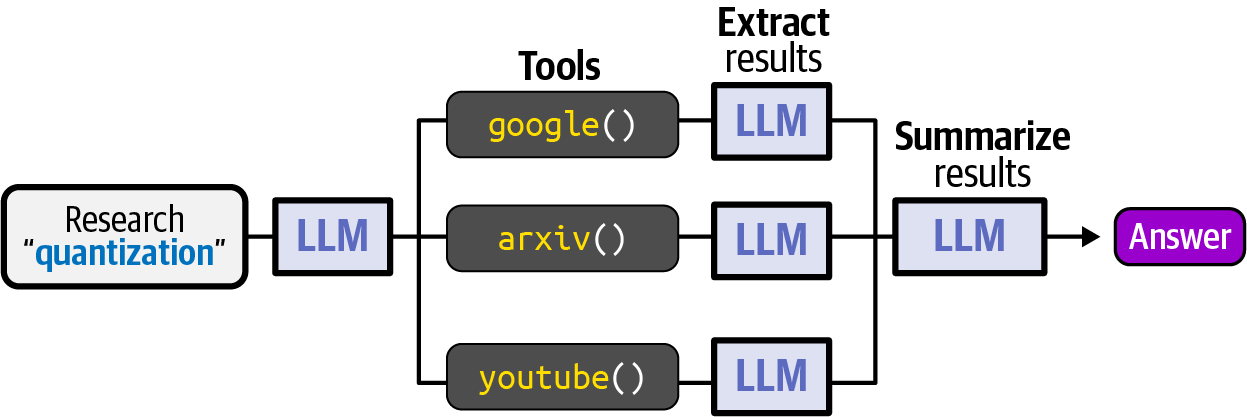 Research
“quantization”
LLM
Tools
google()
arxiv()
youtube()
Extract
results
LLM
LLM
LLM
Summarize
results
LLM
Answer